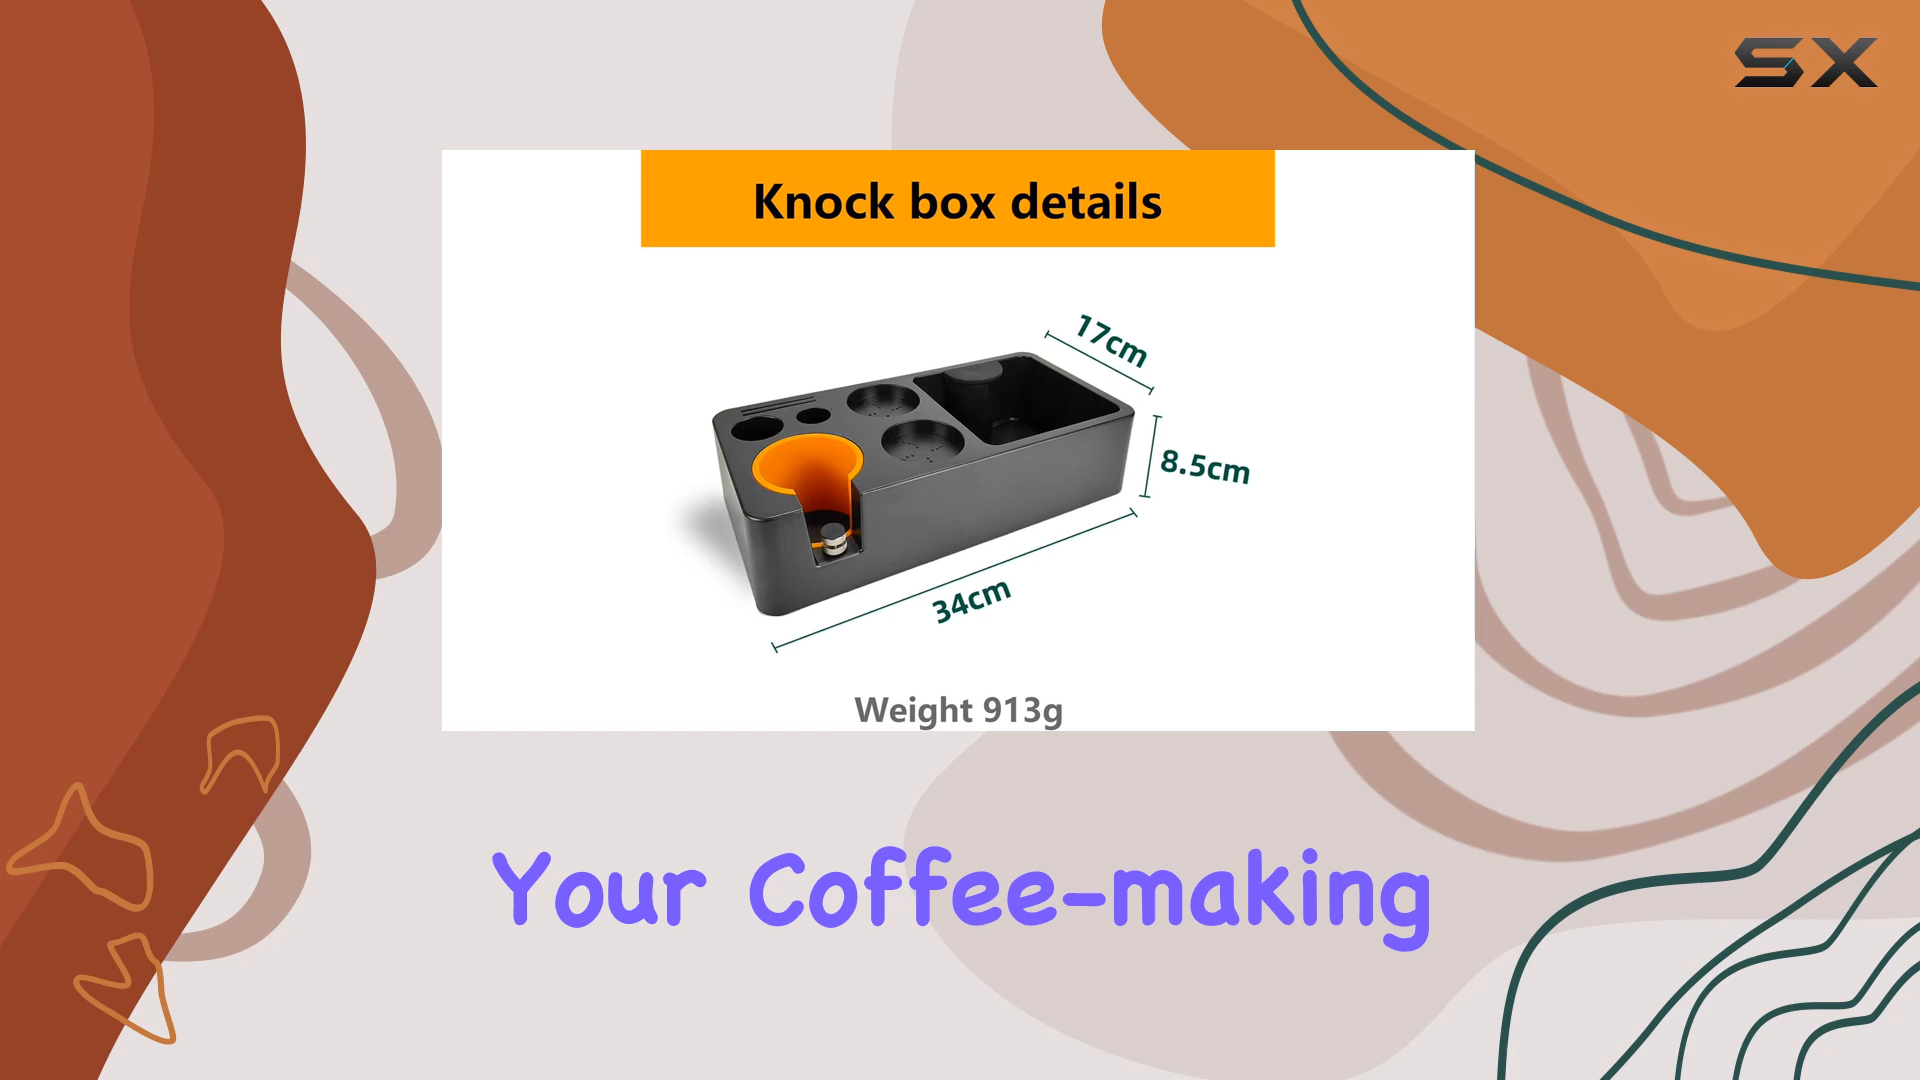 SX
Knock box details
17cm
8.5cm
34cm
Weight 913g
Your Coffee-making